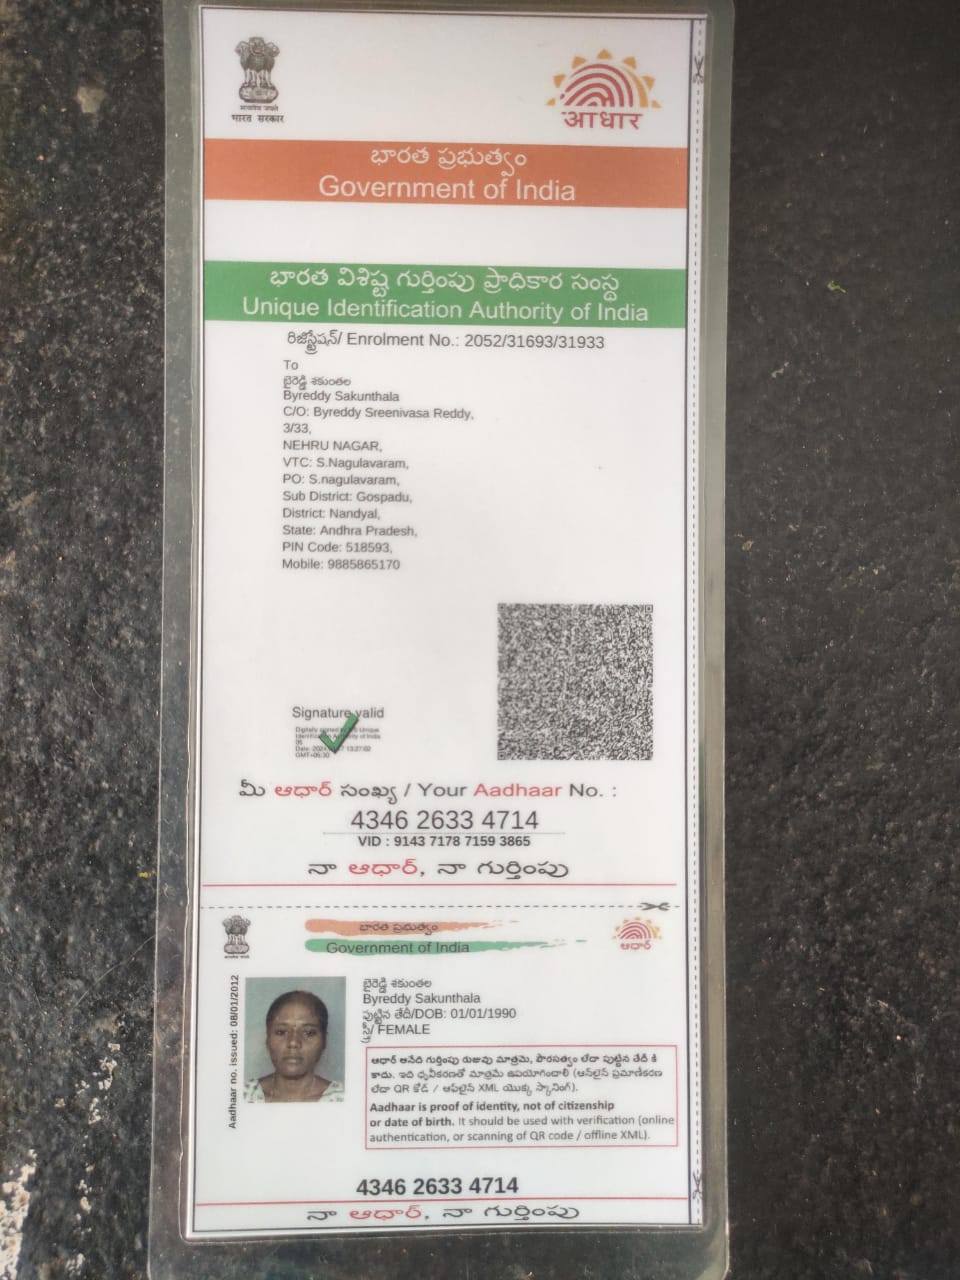 सत्यमेव जयते
भारत सरकार
आधार
భారత ప్రభుత్వం
Government of India
భారత విశిష్ట గుర్తింపు ప్రాధికార సంస్థ
Unique Identification Authority of India
రిజిస్ట్రేషన్/ Enrolment No.: 2052/31693/31933
To
బైరెడ్డి శకుంతల
Byreddy Sakunthala
C/O: Byreddy Sreenivasa Reddy,
3/33,
NEHRU NAGAR,
VTC: S.Nagulavaram,
PO: S.nagulavaram,
Sub District: Gospadu,
District: Nandyal,
State: Andhra Pradesh,
PIN Code: 518593,
Mobile: 9885865170
Signature valid
Digitally signed by Unique
Identification Authority of India
05
Date: 13:27:02
GMT+05:30
మీ ఆధార్ సంఖ్య / Your Aadhaar No. :
4346 2633 4714
VID : 9143 7178 7159 3865
నా ఆధార్, నా గుర్తింపు
భారత ప్రభుత్వం
Government of India
ఆధార్
Aadhaar no. issued: 08/01/2012
బైరెడ్డి శకుంతల
Byreddy Sakunthala
పుట్టిన తేదీ/DOB: 01/01/1990
స్త్రీ/ FEMALE
ఆధార్ అనేది గుర్తింపు రుజువు మాత్రమే, పౌరసత్వం లేదా పుట్టిన తేదీ కి
కాదు. ఇది ధృవీకరణతో మాత్రమే ఉపయోగించాలి (ఆన్‌లైన్ ప్రమాణీకరణ
లేదా QR కోడ్ / ఆఫ్‌లైన్ XML యొక్క స్కానింగ్).
Aadhaar is proof of identity, not of citizenship
or date of birth. It should be used with verification (online
authentication, or scanning of QR code / offline XML).
4346 2633 4714
నా ఆధార్, నా గుర్తింపు